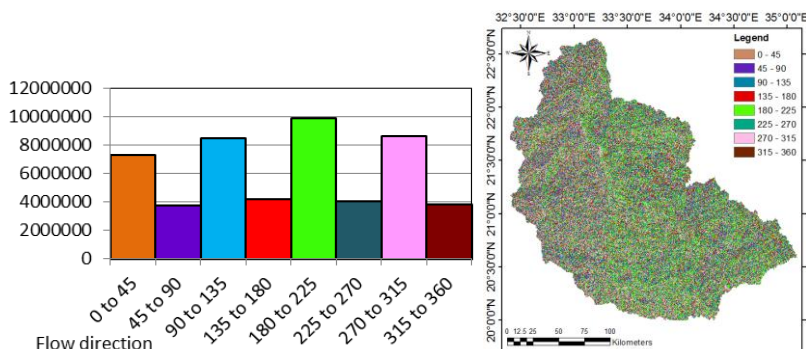 12000000
10000000
8000000
6000000
4000000
2000000
0
0 to 45
45 to 90
90 to 135
135 to 180
180 to 225
225 to 270
270 to 315
315 to 360
Flow direction
32°30'0"E 33°0'0"E 33°30'0"E 34°0'0"E 34°30'0"E 35°0'0"E
22°30'0"N
22°0'0"N
21°30'0"N
21°0'0"N
20°30'0"N
20°0'0"N
Legend
0 - 45
45 - 90
90 - 135
135 - 180
180 - 225
225 - 270
270 - 315
315 - 360
0 12.5 25 50 75 100
Kilometers